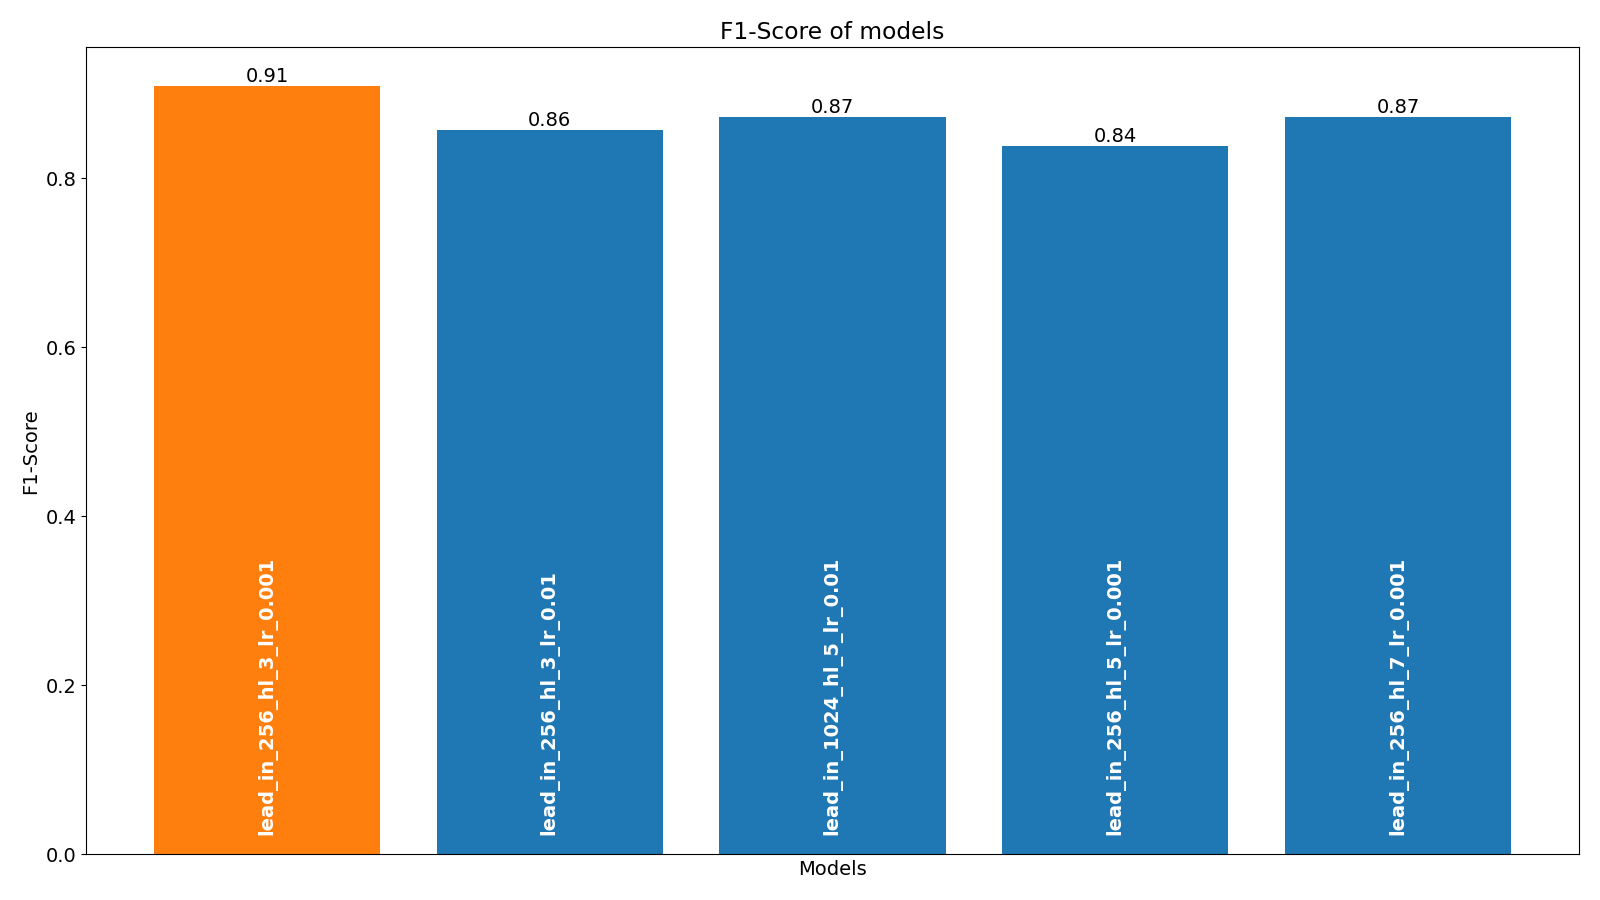 F1-Score of models
0.91
0.86
0.87
0.84
0.87
0.8
0.6
0.4
0.2
0.0
F1-Score
lead_in_256_hl_3_lr_0.001
lead_in_256_hl_3_lr_0.01
lead_in_1024_hl_5_lr_0.01
lead_in_256_hl_5_lr_0.001
lead_in_256_hl_7_lr_0.001
Models